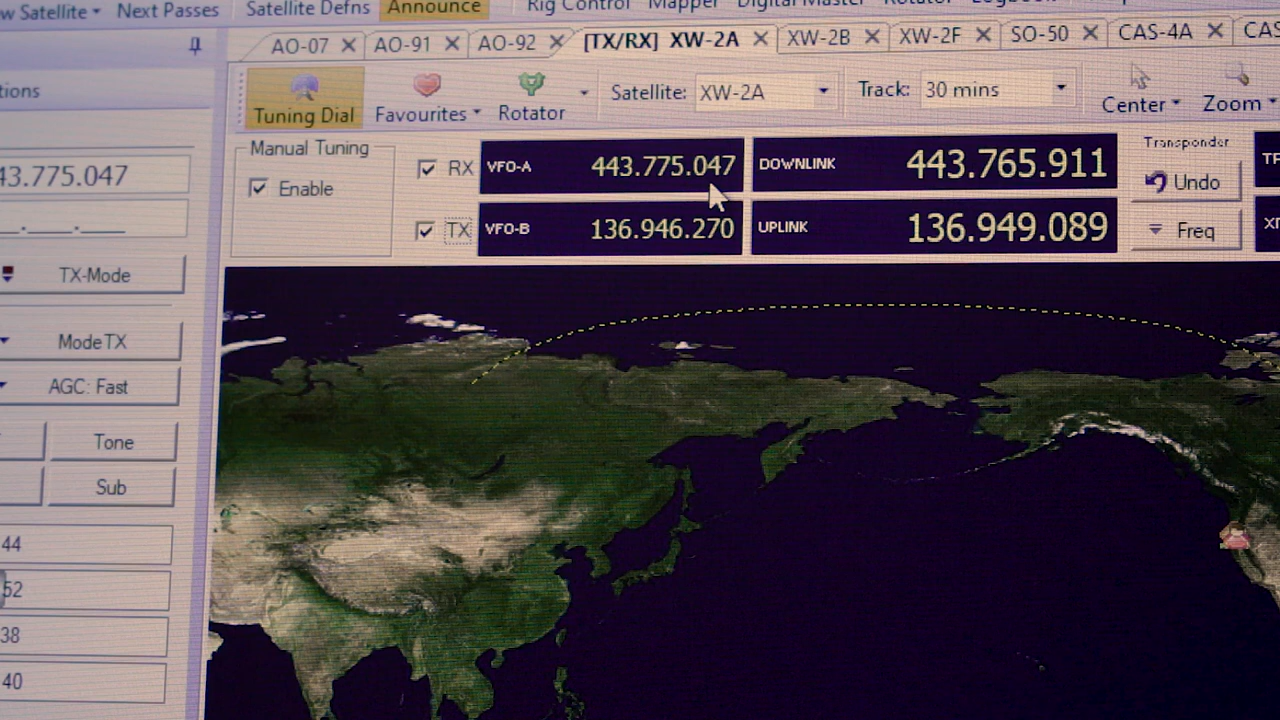 Satellite Next Passes Satellite Defns Announce Rig Control Mapper Digital Master Rotator Logbook
AO-07 AO-91 AO-92 [TX/RX] XW-2A XW-2B XW-2F SO-50 CAS-4A CAS
Tuning Dial Favourites Rotator Satellite: XW-2A Track: 30 mins Center Zoom
Manual Tuning
Enable
RX VFO-A 443.775.047 DOWNLINK 443.765.911
TX VFO-B 136.946.270 UPLINK 136.949.089
Transponder
Undo
Freq
tions
43.775.047
TX-Mode
Mode TX
AGC: Fast
Tone
Sub
44
52
38
40